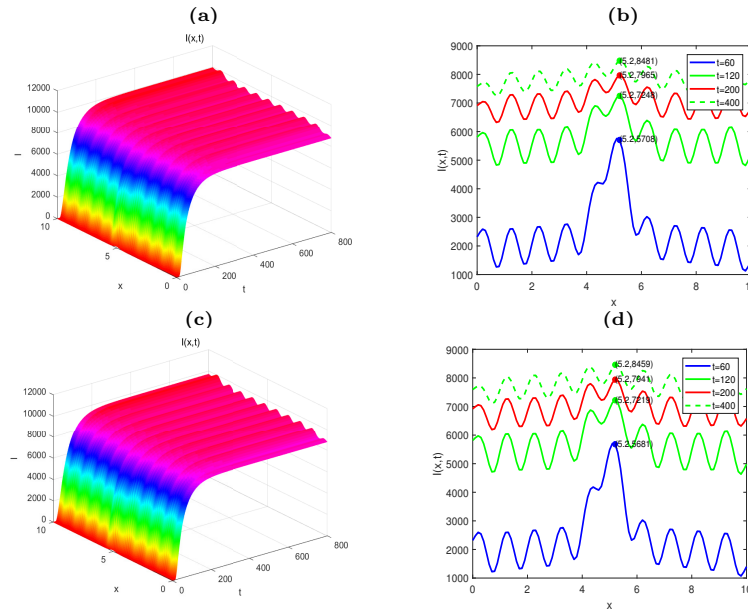 (a)
I(x,t)
12000
10000
8000
6000
4000
2000
0
I
10
5
0
x
0
200
400
600
800
t
(b)
9000
8000
7000
6000
5000
4000
3000
2000
1000
I(x,t)
(5.2,8481)
(5.2,7965)
(5.2,7248)
(5.2,5708)
t=60
t=120
t=200
t=400
0
2
4
6
8
10
x
(c)
I(x,t)
12000
10000
8000
6000
4000
2000
0
I
10
5
0
x
0
200
400
600
800
t
(d)
9000
8000
7000
6000
5000
4000
3000
2000
1000
I(x,t)
(5.2,8459)
(5.2,7941)
(5.2,7219)
(5.2,5681)
t=60
t=120
t=200
t=400
0
2
4
6
8
10
x